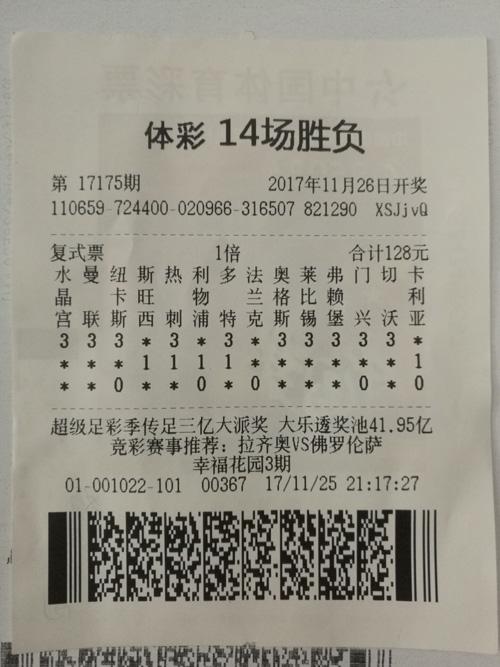 体彩 14场胜负
第 17175期 2017年11月26日开奖
110659-724400-020966-316507 821290 XSJjvQ
复式票 1倍 合计128元
水 曼 纽 斯 热 利 多 法 奥 莱 弗 门 切 卡
晶 卡 旺 物 兰 格 比 赖 利
宫 联 斯 西 刺 浦 特 克 斯 锡 堡 兴 沃 亚
3 3 3 * 3 * 3 * 3 3 3 3 3 *
* * * 1 1 1 1 * * * * * * 1
* * 0 * * 0 * 0 * * * 0 0 0
超级足彩季传足三亿大派奖 大乐透奖池41.95亿
竞彩赛事推荐: 拉齐奥VS佛罗伦萨
幸福花园3期
01-001022-101 00367 17/11/25 21:17:27